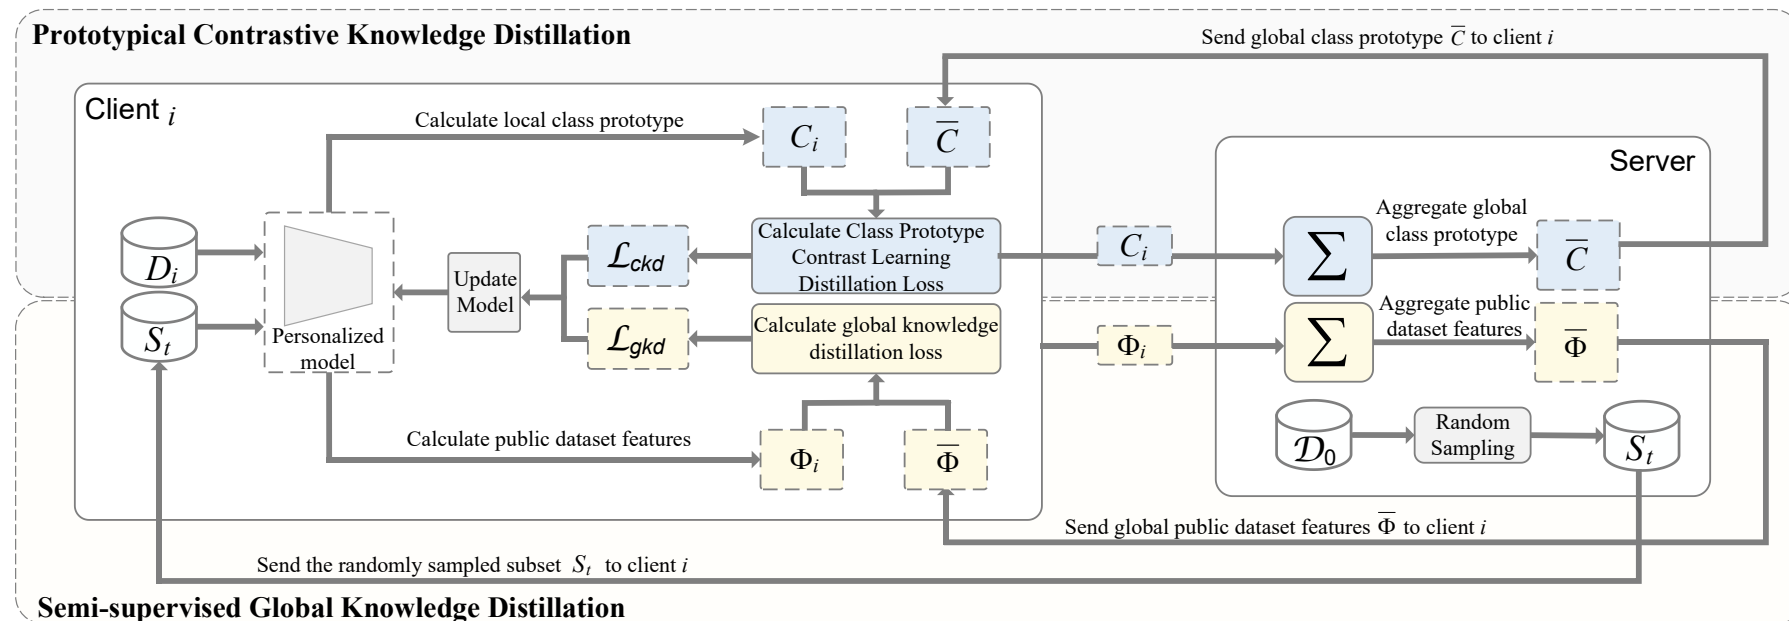 Prototypical Contrastive Knowledge Distillation
Send global class prototype C̅ to client i
Client i
Calculate local class prototype
Cᵢ
C̅
Server
Dᵢ
Sₜ
Personalized
model
Update
Model
ℒckd
ℒgkd
Calculate Class Prototype
Contrast Learning
Distillation Loss
Calculate global knowledge
distillation loss
Cᵢ
Φᵢ
∑
Aggregate global
class prototype
C̅
∑
Aggregate public
dataset features
Φ̅
Calculate public dataset features
Φᵢ
Φ̅
𝒟₀
Random
Sampling
Sₜ
Send global public dataset features Φ̅ to client i
Send the randomly sampled subset Sₜ to client i
Semi-supervised Global Knowledge Distillation